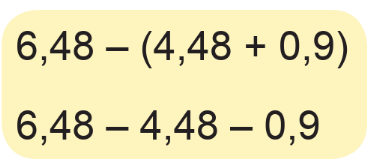 6,48 – (4,48 + 0,9)
6,48 – 4,48 – 0,9